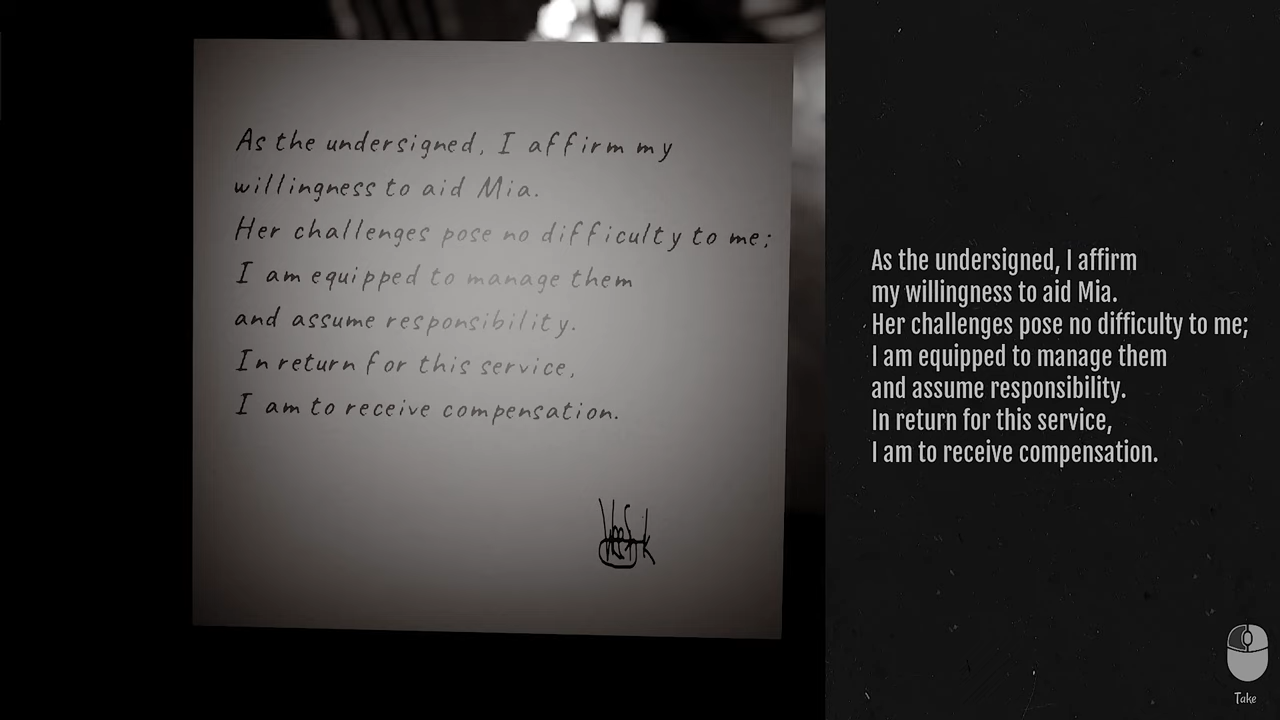 As the undersigned, I affirm my
willingness to aid Mia.
Her challenges pose no difficulty to me;
I am equipped to manage them
and assume responsibility.
In return for this service,
I am to receive compensation.
As the undersigned, I affirm
my willingness to aid Mia.
Her challenges pose no difficulty to me;
I am equipped to manage them
and assume responsibility.
In return for this service,
I am to receive compensation.
Take